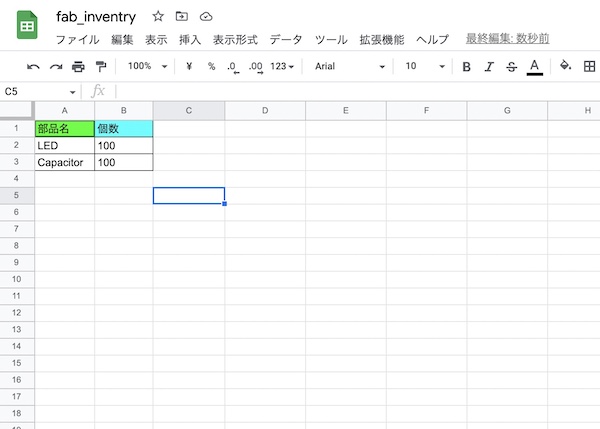 fab_inventry
ファイル 編集 表示 挿入 表示形式 データ ツール 拡張機能 ヘルプ 最終編集: 数秒前
100% ¥ % .0 .00 123 Arial 10 B I S A
C5 fx
A B C D E F G H
1 部品名 個数
2 LED 100
3 Capacitor 100
4
5
6
7
8
9
10
11
12
13
14
15
16
17
18